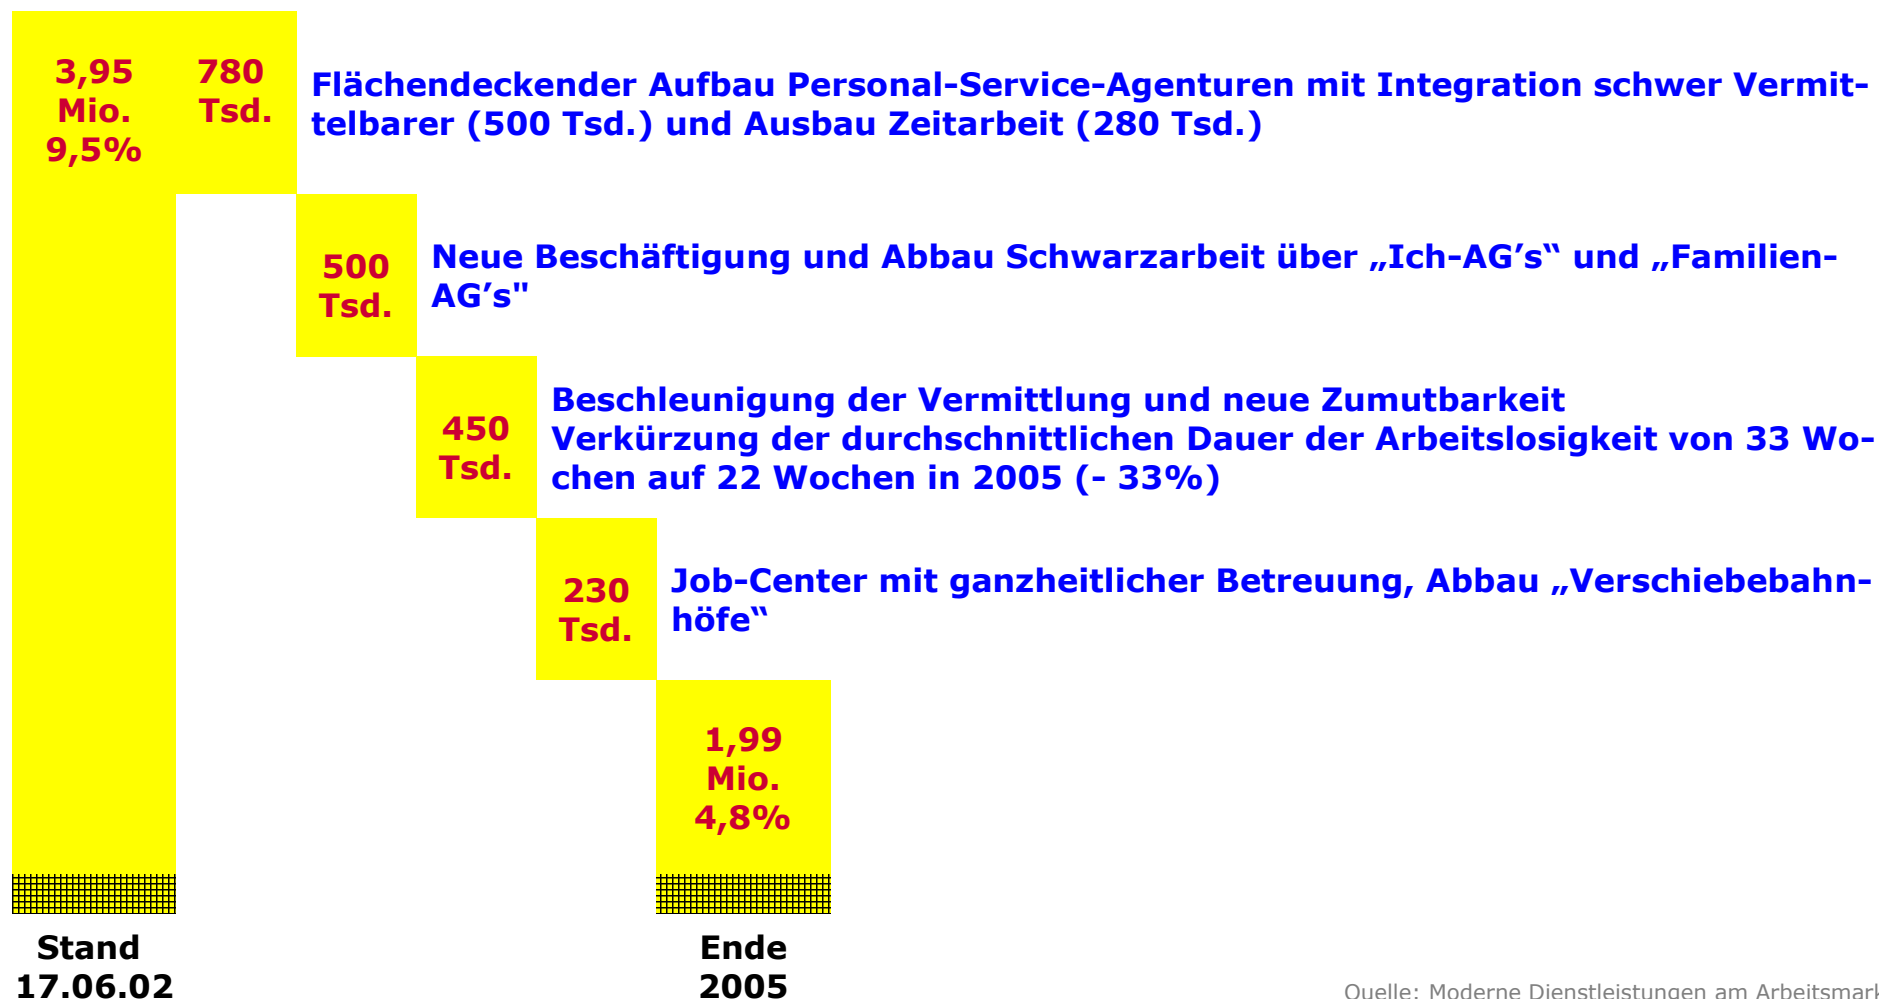 3,95
Mio.
9,5%
780
Tsd.
Flächendeckender Aufbau Personal-Service-Agenturen mit Integration schwer Vermit-
telbarer (500 Tsd.) und Ausbau Zeitarbeit (280 Tsd.)
500
Tsd.
Neue Beschäftigung und Abbau Schwarzarbeit über „Ich-AG’s“ und „Familien-
AG’s"
450
Tsd.
Beschleunigung der Vermittlung und neue Zumutbarkeit
Verkürzung der durchschnittlichen Dauer der Arbeitslosigkeit von 33 Wo-
chen auf 22 Wochen in 2005 (- 33%)
230
Tsd.
Job-Center mit ganzheitlicher Betreuung, Abbau „Verschiebebahn-
höfe“
1,99
Mio.
4,8%
Stand
17.06.02
Ende
2005
Quelle: Moderne Dienstleistungen am Arbeitsmark